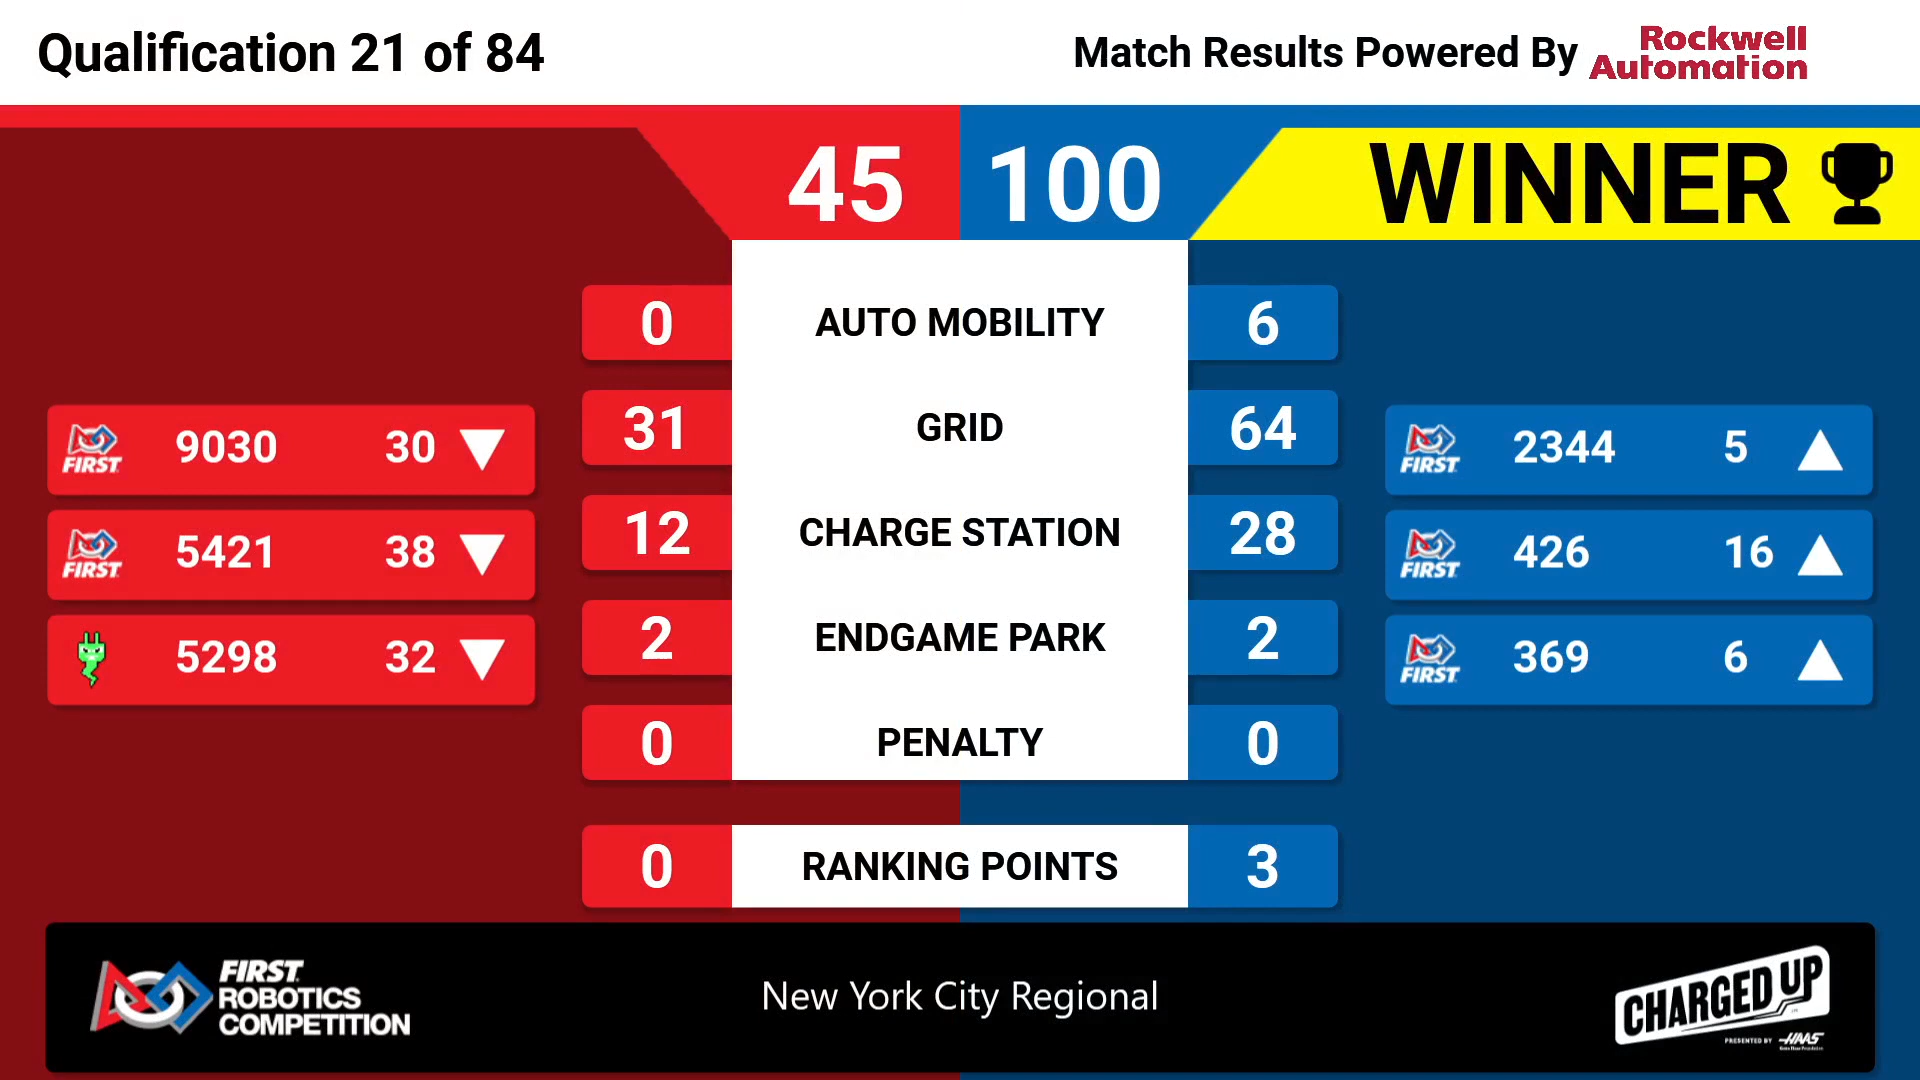 Qualification 21 of 84
Match Results Powered By
Rockwell
Automation
45
100
WINNER
0 AUTO MOBILITY 6
31 GRID 64
12 CHARGE STATION 28
2 ENDGAME PARK 2
0 PENALTY 0
0 RANKING POINTS 3
FIRST 9030 30
FIRST 5421 38
5298 32
FIRST 2344 5
FIRST 426 16
FIRST 369 6
FIRST
ROBOTICS
COMPETITION
New York City Regional
CHARGED UP
PRESENTED BY HAAS